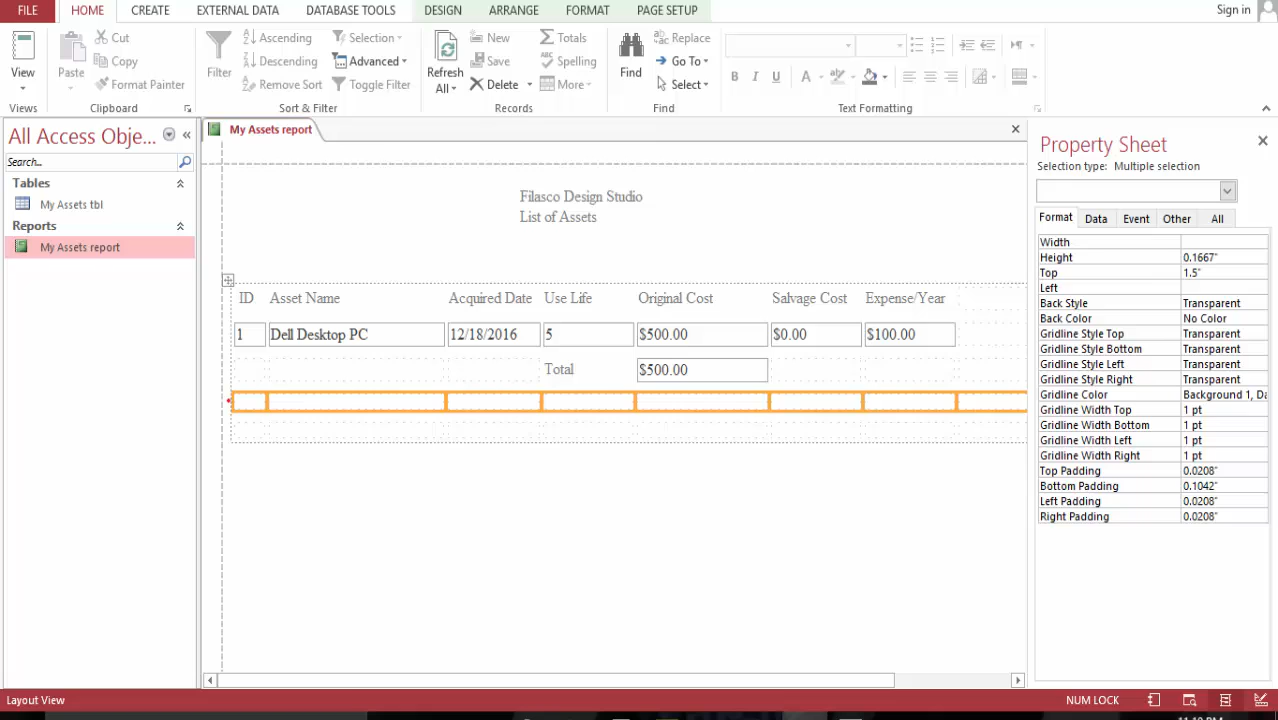 FILE HOME CREATE EXTERNAL DATA DATABASE TOOLS DESIGN ARRANGE FORMAT PAGE SETUP Sign in
View
Views
Paste
Cut
Copy
Format Painter
Clipboard
Filter
Ascending
Descending
Remove Sort
Selection
Advanced
Toggle Filter
Sort & Filter
Refresh
All
New
Save
Delete
Totals
Spelling
More
Records
Find
Replace
Go To
Select
Find
B I U A ab
Text Formatting
All Access Obje...
Search...
Tables
My Assets tbl
Reports
My Assets report
My Assets report
Filasco Design Studio
List of Assets
ID Asset Name Acquired Date Use Life Original Cost Salvage Cost Expense/Year
1 Dell Desktop PC 12/18/2016 5 $500.00 $0.00 $100.00
Total $500.00
Property Sheet
Selection type: Multiple selection
Format Data Event Other All
Width
Height 0.1667"
Top 1.5"
Left
Back Style Transparent
Back Color No Color
Gridline Style Top Transparent
Gridline Style Bottom Transparent
Gridline Style Left Transparent
Gridline Style Right Transparent
Gridline Color Background 1, Da
Gridline Width Top 1 pt
Gridline Width Bottom 1 pt
Gridline Width Left 1 pt
Gridline Width Right 1 pt
Top Padding 0.0208"
Bottom Padding 0.1042"
Left Padding 0.0208"
Right Padding 0.0208"
Layout View NUM LOCK